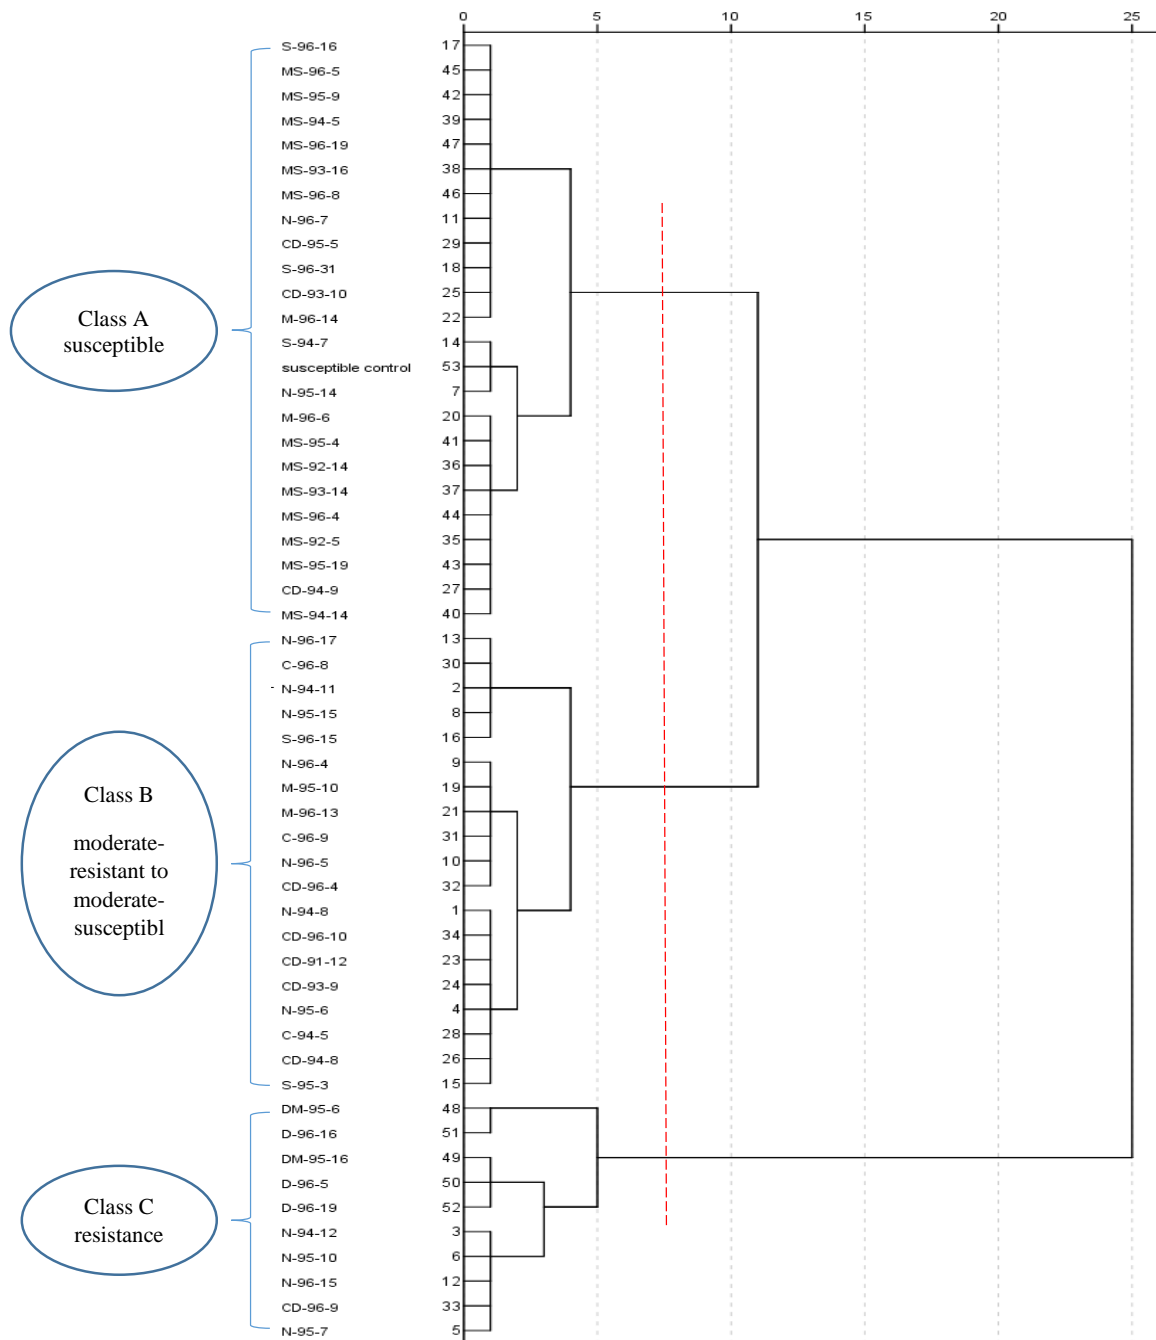 0 5 10 15 20 25
S-96-16 17
MS-96-5 45
MS-95-9 42
MS-94-5 39
MS-96-19 47
MS-93-16 38
MS-96-8 46
N-96-7 11
CD-95-5 29
S-96-31 18
CD-93-10 25
M-96-14 22
S-94-7 14
susceptible control 53
N-95-14 7
M-96-6 20
MS-95-4 41
MS-92-14 36
MS-93-14 37
MS-96-4 44
MS-92-5 35
MS-95-19 43
CD-94-9 27
MS-94-14 40
Class A
susceptible
N-96-17 13
C-96-8 30
N-94-11 2
N-95-15 8
S-96-15 16
N-96-4 9
M-95-10 19
M-96-13 21
C-96-9 31
N-96-5 10
CD-96-4 32
N-94-8 1
CD-96-10 34
CD-91-12 23
CD-93-9 24
N-95-6 4
C-94-5 28
CD-94-8 26
S-95-3 15
Class B
moderate-
resistant to
moderate-
susceptibl
DM-95-6 48
D-96-16 51
DM-95-16 49
D-96-5 50
D-96-19 52
N-94-12 3
N-95-10 6
N-96-15 12
CD-96-9 33
N-95-7 5
Class C
resistance